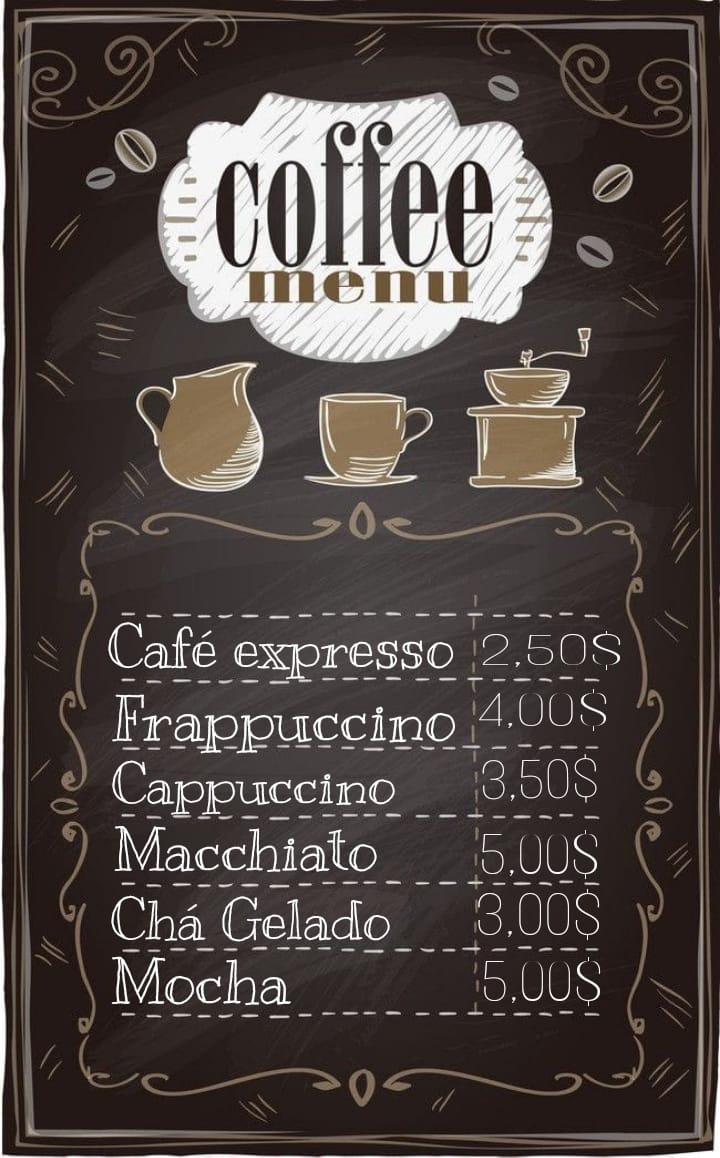 coffee
menu
Café expresso 2,50$
Frappuccino 4,00$
Cappuccino 3,50$
Macchiato 5,00$
Chá Gelado 3,00$
Mocha 5,00$